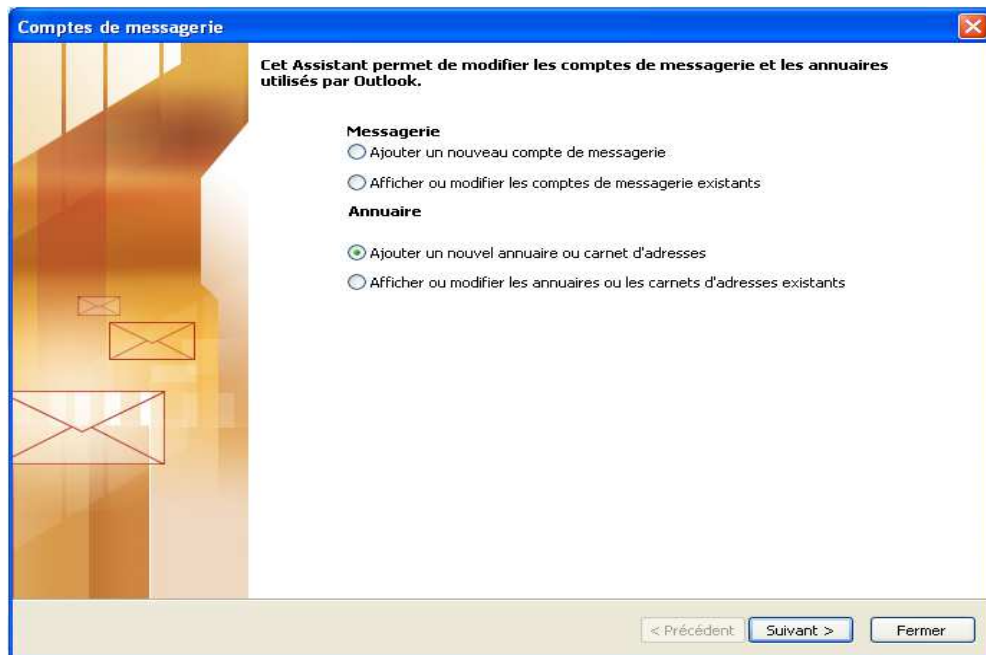 Comptes de messagerie
Cet Assistant permet de modifier les comptes de messagerie et les annuaires
utilisés par Outlook.
Messagerie
Ajouter un nouveau compte de messagerie
Afficher ou modifier les comptes de messagerie existants
Annuaire
Ajouter un nouvel annuaire ou carnet d'adresses
Afficher ou modifier les annuaires ou les carnets d'adresses existants
< Précédent Suivant > Fermer